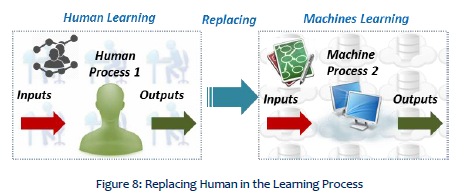 Human Learning
Replacing
Machines Learning
Human
Process 1
Inputs
Outputs
Machine
Process 2
Inputs
Outputs
Figure 8: Replacing Human in the Learning Process